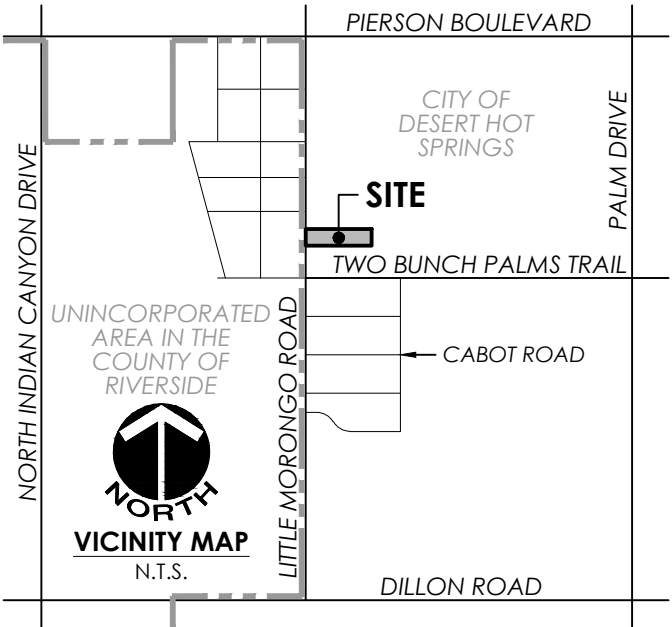 PIERSON BOULEVARD
CITY OF
DESERT HOT
SPRINGS
PALM DRIVE
NORTH INDIAN CANYON DRIVE
SITE
TWO BUNCH PALMS TRAIL
UNINCORPORATED
AREA IN THE
COUNTY OF
RIVERSIDE
LITTLE MORONGO ROAD
CABOT ROAD
NORTH
VICINITY MAP
N.T.S.
DILLON ROAD